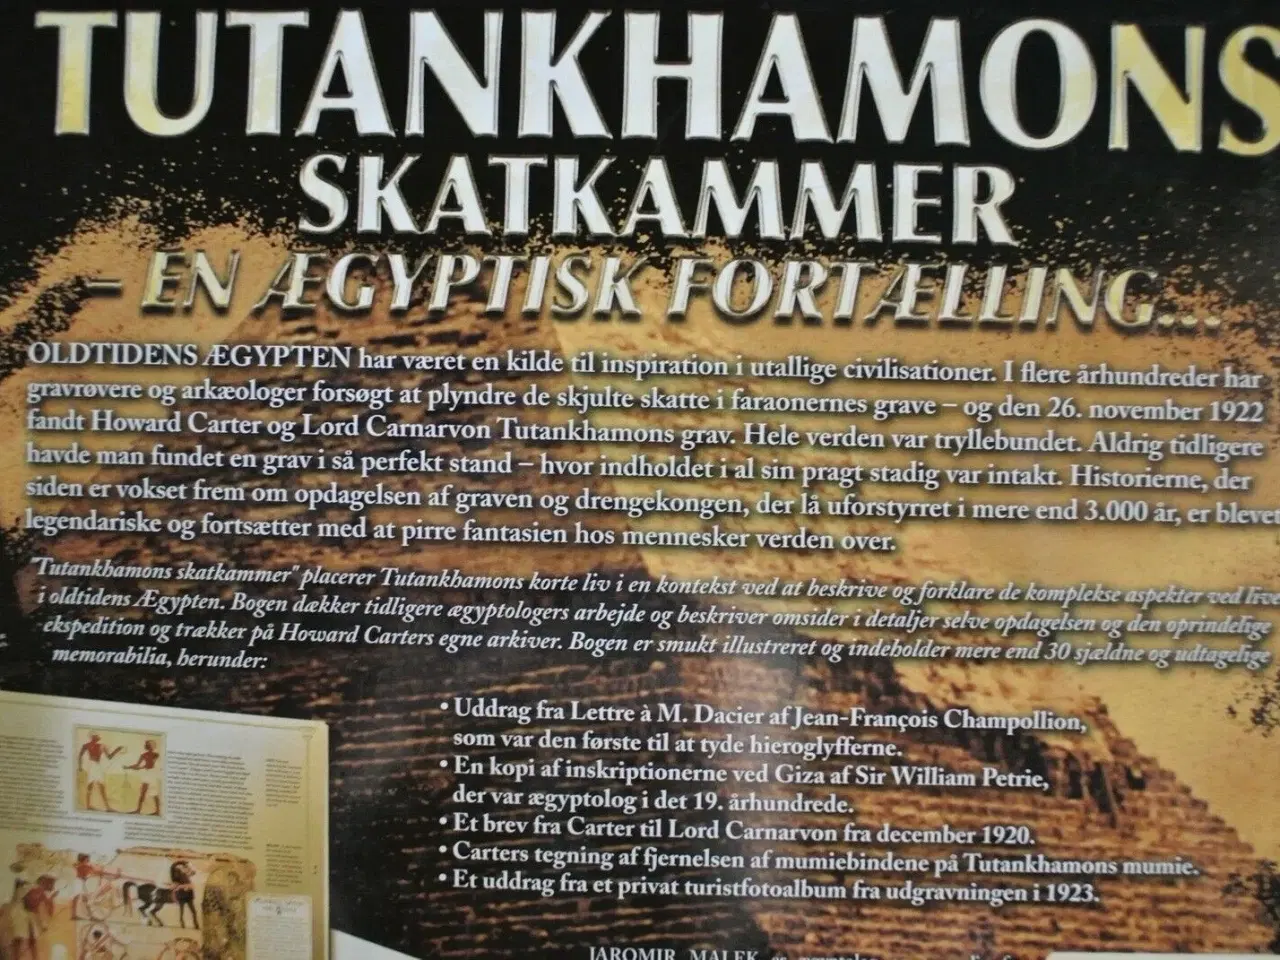 TUTANKHAMONS
SKATKAMMER
– EN ÆGYPTISK FORTÆLLING...
OLDTIDENS ÆGYPTEN har været en kilde til inspiration i utallige civilisationer. I flere århundreder har
gravrøvere og arkæologer forsøgt at plyndre de skjulte skatte i faraonernes grave – og den 26. november 1922
fandt Howard Carter og Lord Carnarvon Tutankhamons grav. Hele verden var tryllebundet. Aldrig tidligere
havde man fundet en grav i så perfekt stand – hvor indholdet i al sin pragt stadig var intakt. Historierne, der
siden er vokset frem om opdagelsen af graven og drengekongen, der lå uforstyrret i mere end 3.000 år, er blevet
legendariske og fortsætter med at pirre fantasien hos mennesker verden over.
"Tutankhamons skatkammer" placerer Tutankhamons korte liv i en kontekst ved at beskrive og forklare de komplekse aspekter ved live
i oldtidens Ægypten. Bogen dækker tidligere ægyptologers arbejde og beskriver omsider i detaljer selve opdagelsen og den oprindelige
ekspedition og trækker på Howard Carters egne arkiver. Bogen er smukt illustreret og indeholder mere end 30 sjældne og udtagelige
memorabilia, herunder:
• Uddrag fra Lettre à M. Dacier af Jean-François Champollion,
som var den første til at tyde hieroglyfferne.
• En kopi af inskriptionerne ved Giza af Sir William Petrie,
der var ægyptolog i det 19. århundrede.
• Et brev fra Carter til Lord Carnarvon fra december 1920.
• Carters tegning af fjernelsen af mumiebindene på Tutankhamons mumie.
• Et uddrag fra et privat turistfotoalbum fra udgravningen i 1923.
JAROMIR MALEK